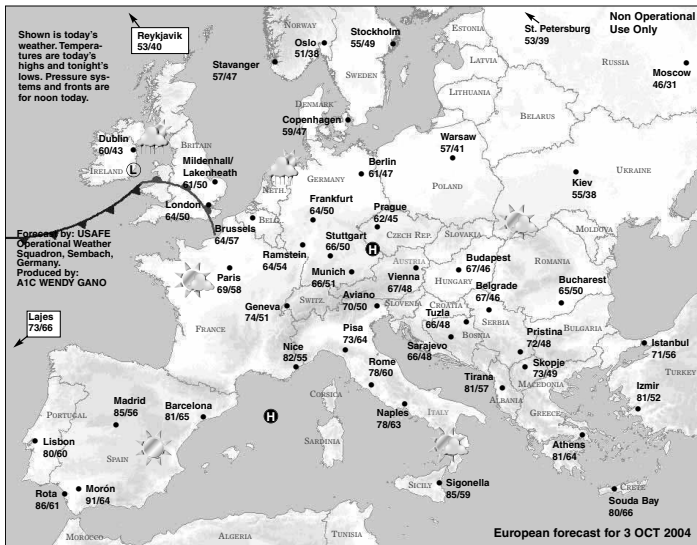 Shown is today's
weather. Tempera-
tures are today's
highs and tonight's
lows. Pressure sys-
tems and fronts are
for noon today.
Reykjavik
53/40
NORWAY
Oslo
51/38
Stockholm
55/49
ESTONIA
St. Petersburg
53/39
Non Operational
Use Only
RUSSIA
Moscow
46/31
Stavanger
57/47
SWEDEN
LATVIA
LITHUANIA
DENMARK
Copenhagen
59/47
BELARUS
Dublin
60/43
IRELAND
L
BRITAIN
Mildenhall/
Lakenheath
61/50
London
64/50
NETH.
Berlin
61/47
GERMANY
Warsaw
57/41
POLAND
UKRAINE
Kiev
55/38
Frankfurt
64/50
Prague
62/45
BELG
Brussels
64/57
Forecast by: USAFE
Operational Weather
Squadron, Sembach,
Germany.
Produced by:
A1C WENDY GANO
Ramstein
64/54
Stuttgart
66/50
H
CZECH REP.
SLOVAKIA
MOLDOVA
Paris
69/58
Munich
66/51
AUSTRIA
Vienna
67/48
Budapest
67/46
HUNGARY
ROMANIA
Lajes
73/66
Geneva
74/51
SWITZ.
Aviano
70/50
SLOVENIA
CROATIA
Belgrade
67/46
Bucharest
65/50
FRANCE
Tuzla
66/48
BOSNIA
SERBIA
BULGARIA
Pisa
73/64
Sarajevo
66/48
Pristina
72/48
Nice
82/55
Rome
78/60
Skopje
73/49
MACEDONIA
Istanbul
71/56
TURKEY
Tirana
81/57
ALBANIA
Madrid
85/56
Barcelona
81/65
PORTUGAL
H
CORSICA
Naples
78/63
ITALY
GREECE
Izmir
81/52
Lisbon
80/60
SPAIN
SARDINIA
Athens
81/64
Rota
86/61
Morón
91/64
SICILY
Sigonella
85/59
CRETE
Souda Bay
80/66
MOROCCO
ALGERIA
TUNISIA
European forecast for 3 OCT 2004